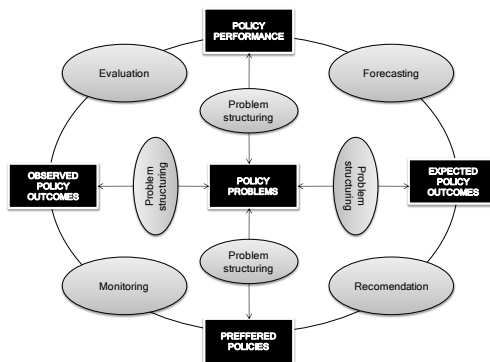 POLICY
PERFORMANCE
Evaluation
Forecasting
Problem
structuring
OBSERVED
POLICY
OUTCOMES
Problem
structuring
POLICY
PROBLEMS
Problem
structuring
EXPECTED
POLICY
OUTCOMES
Problem
structuring
Monitoring
Recomendation
PREFFERED
POLICIES